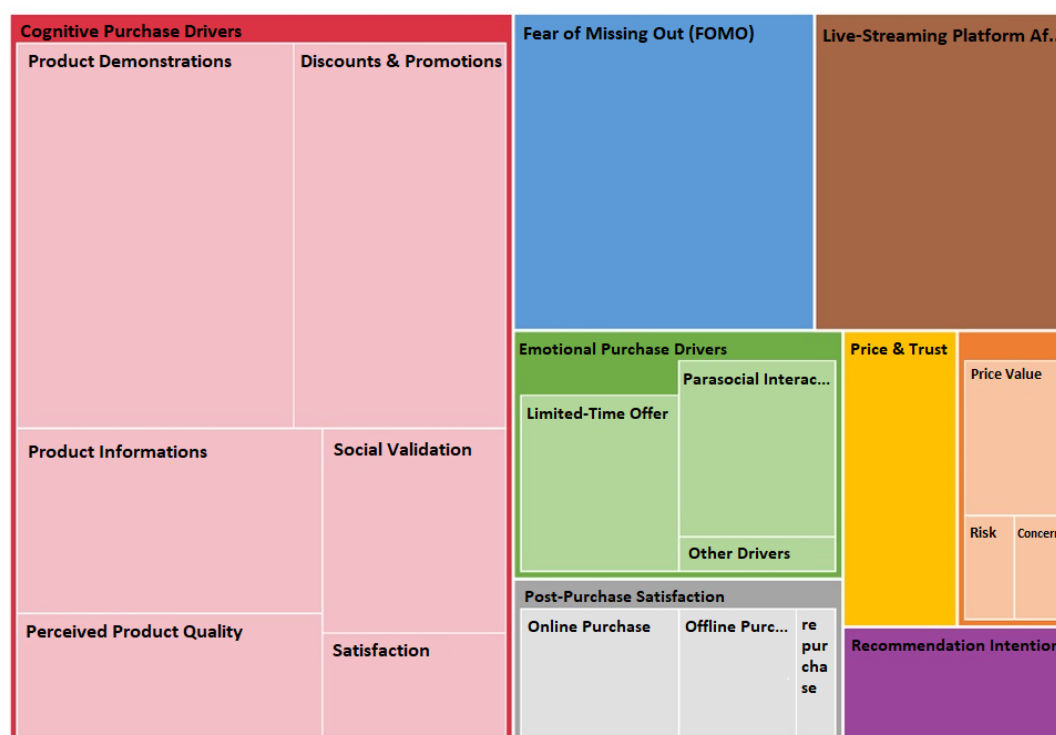 Cognitive Purchase Drivers
Product Demonstrations
Discounts & Promotions
Product Informations
Social Validation
Perceived Product Quality
Satisfaction
Fear of Missing Out (FOMO)
Live-Streaming Platform Af..
Emotional Purchase Drivers
Parasocial Interac...
Limited-Time Offer
Other Drivers
Price & Trust
Price Value
Risk
Concern
Post-Purchase Satisfaction
Online Purchase
Offline Purc...
re
pur
cha
se
Recommendation Intention